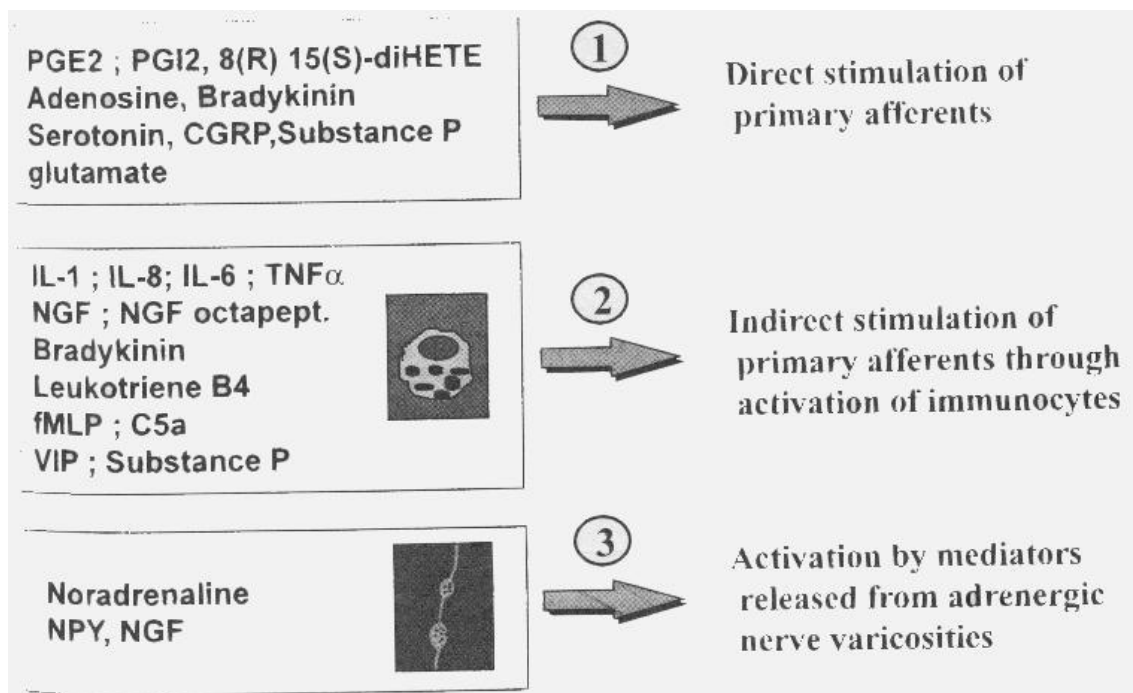 PGE2 ; PGI2, 8(R) 15(S)-diHETE
Adenosine, Bradykinin
Serotonin, CGRP,Substance P
glutamate
1
Direct stimulation of
primary afferents
IL-1 ; IL-8; IL-6 ; TNFα
NGF ; NGF octapept.
Bradykinin
Leukotriene B4
fMLP ; C5a
VIP ; Substance P
2
Indirect stimulation of
primary afferents through
activation of immunocytes
Noradrenaline
NPY, NGF
3
Activation by mediators
released from adrenergic
nerve varicosities